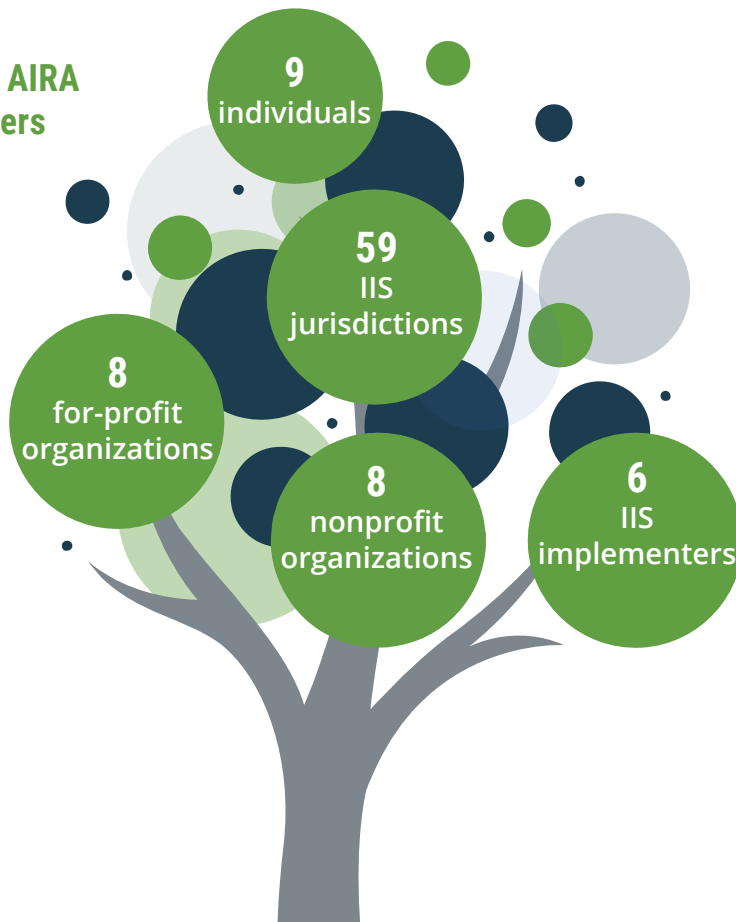 AIRA
ers
9
individuals
59
IIS
jurisdictions
8
for-profit
organizations
8
nonprofit
organizations
6
IIS
implementers